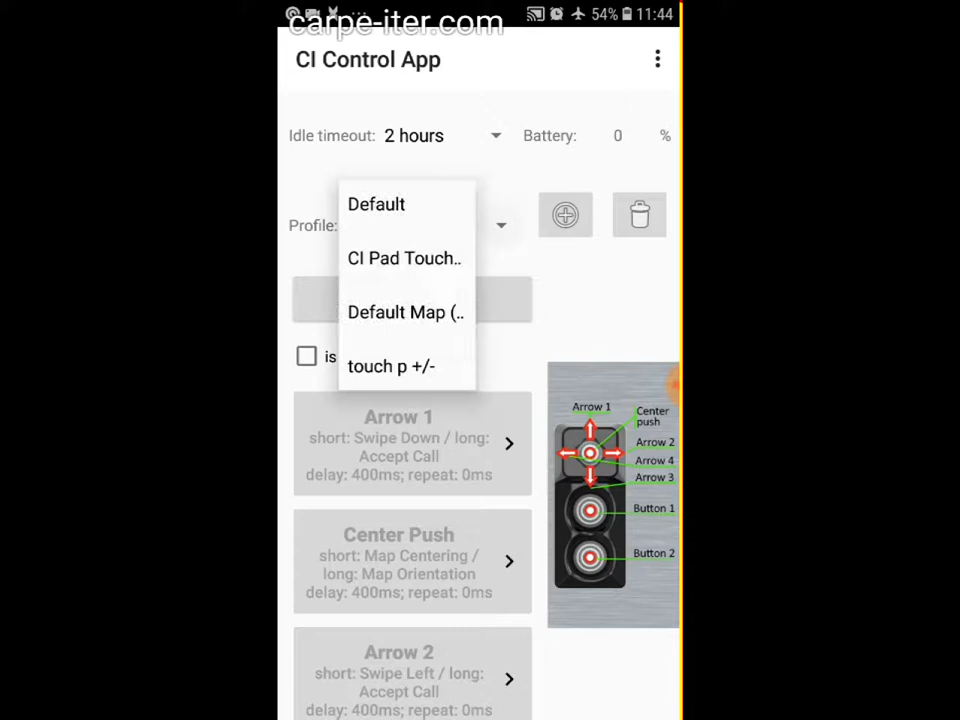 carpe-iter.com
54% 11:44
CI Control App
Idle timeout: 2 hours Battery: 0 %
Default
Profile:
CI Pad Touch..
Default Map (..
is
touch p +/-
Arrow 1
short: Swipe Down / long:
Accept Call
delay: 400ms; repeat: 0ms
Center Push
short: Map Centering /
long: Map Orientation
delay: 400ms; repeat: 0ms
Arrow 2
short: Swipe Left / long:
Accept Call
delay: 400ms; repeat: 0ms
Arrow 1
Center
push
Arrow 2
Arrow 4
Arrow 3
Button 1
Button 2